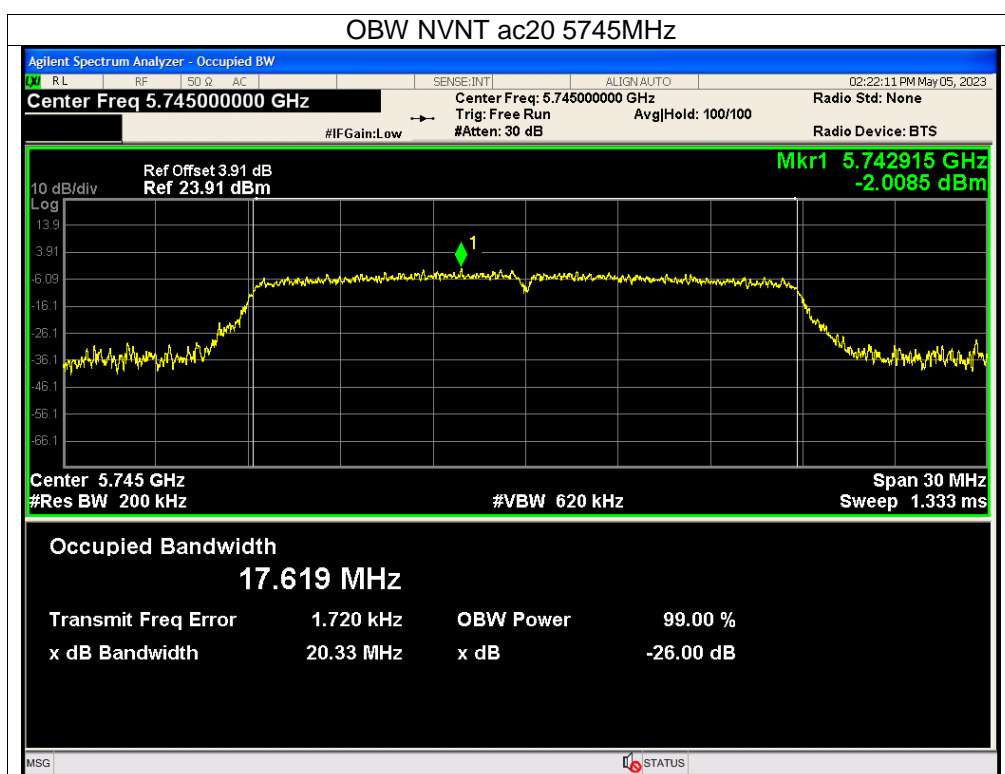 OBW NVNT ac20 5745MHz
Agilent Spectrum Analyzer - Occupied BW
LXI RL RF 50 Ω AC SENSE:INT ALIGN AUTO 02:22:11 PM May 05, 2023
Center Freq 5.745000000 GHz Center Freq: 5.745000000 GHz Radio Std: None
Trig: Free Run Avg|Hold: 100/100
#IFGain:Low #Atten: 30 dB Radio Device: BTS
Mkr1 5.742915 GHz
-2.0085 dBm
Ref Offset 3.91 dB
10 dB/div Ref 23.91 dBm
Log
13.9
1
3.91
-6.09
-16.1
-26.1
-36.1
-46.1
-56.1
-66.1
Center 5.745 GHz Span 30 MHz
#Res BW 200 kHz #VBW 620 kHz Sweep 1.333 ms
Occupied Bandwidth
17.619 MHz
Transmit Freq Error 1.720 kHz OBW Power 99.00 %
x dB Bandwidth 20.33 MHz x dB -26.00 dB
MSG STATUS